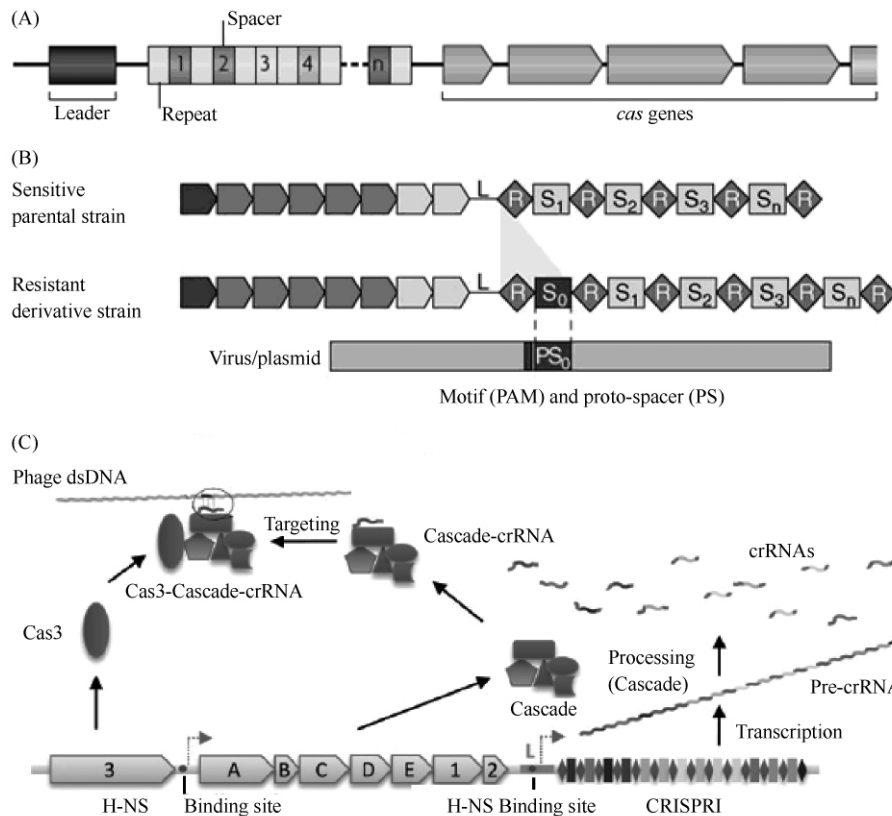 (A)
Spacer
1 2 3 4 n
Leader
Repeat
cas genes
(B)
Sensitive
parental strain
L R S1 R S2 R S3 R Sn R
Resistant
derivative strain
L R S0 R S1 R S2 R S3 R Sn R
Virus/plasmid
PS0
Motif (PAM) and proto-spacer (PS)
(C)
Phage dsDNA
Targeting
Cascade-crRNA
crRNAs
Cas3-Cascade-crRNA
Cas3
Processing
(Cascade)
Cascade
Pre-crRNA
Transcription
L
3 A B C D E 1 2
H-NS Binding site H-NS Binding site CRISPRI